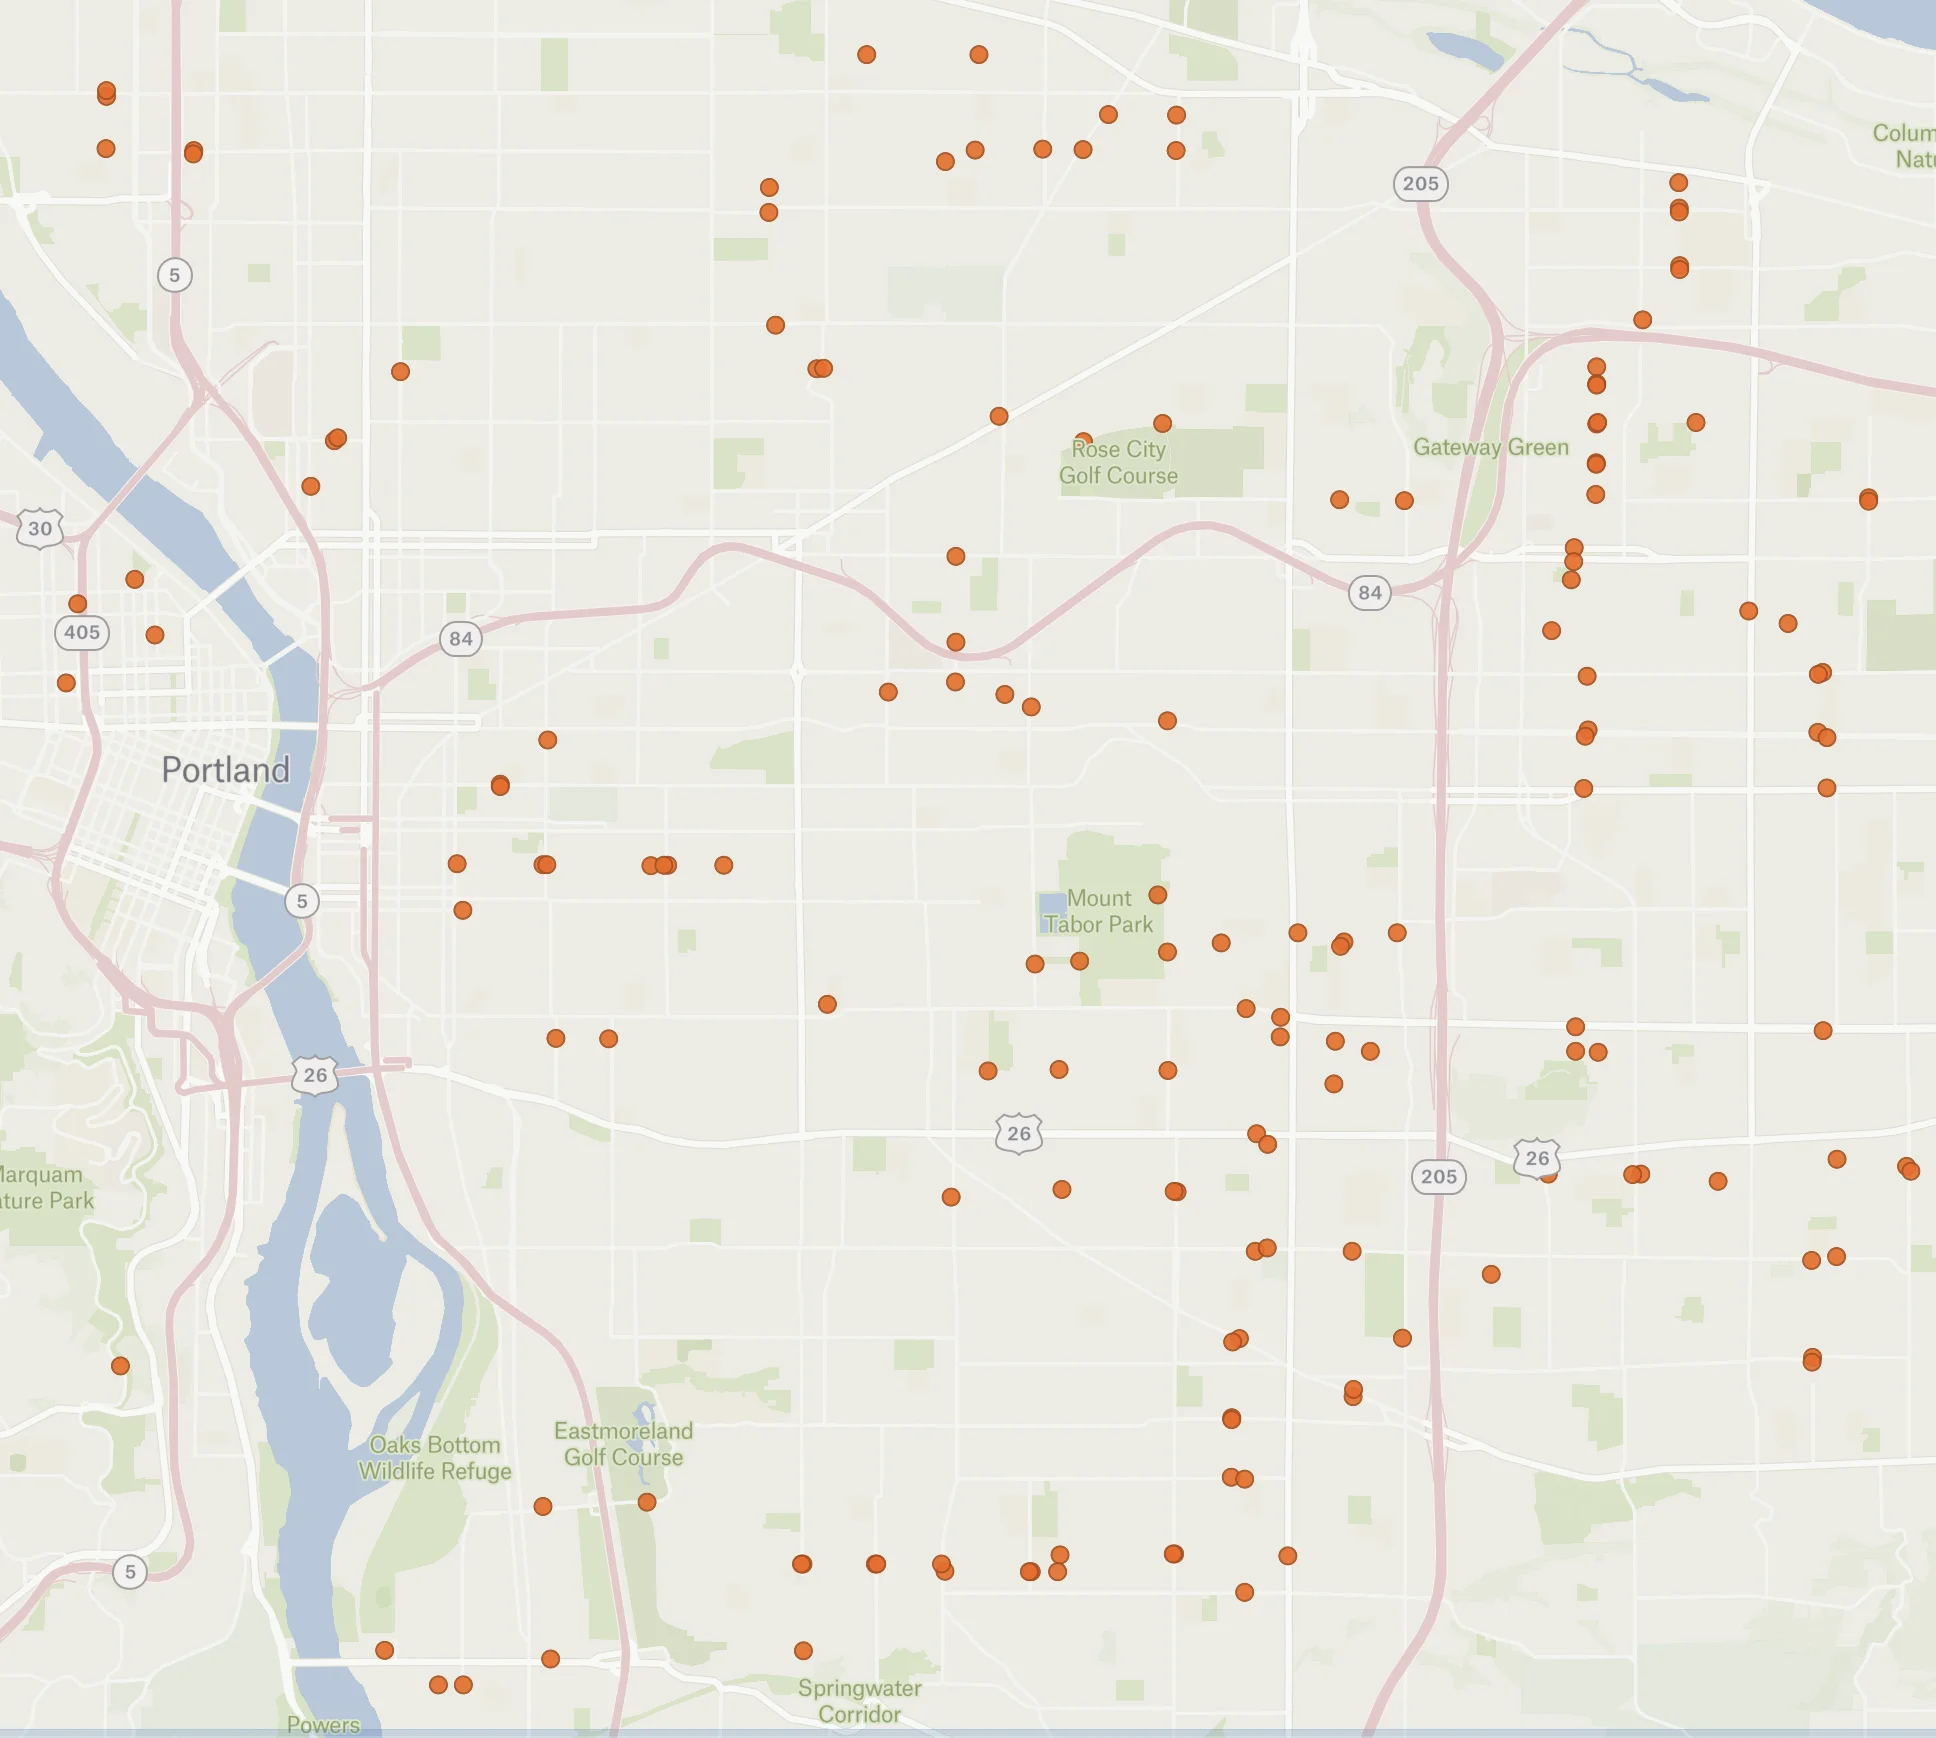 Colum
Natu
205
5
Rose City
Golf Course
Gateway Green
30
84
405
84
Portland
Mount
Tabor Park
5
26
26
26
205
Marquam
ature Park
Eastmoreland
Golf Course
Oaks Bottom
Wildlife Refuge
5
Springwater
Corridor
Powers